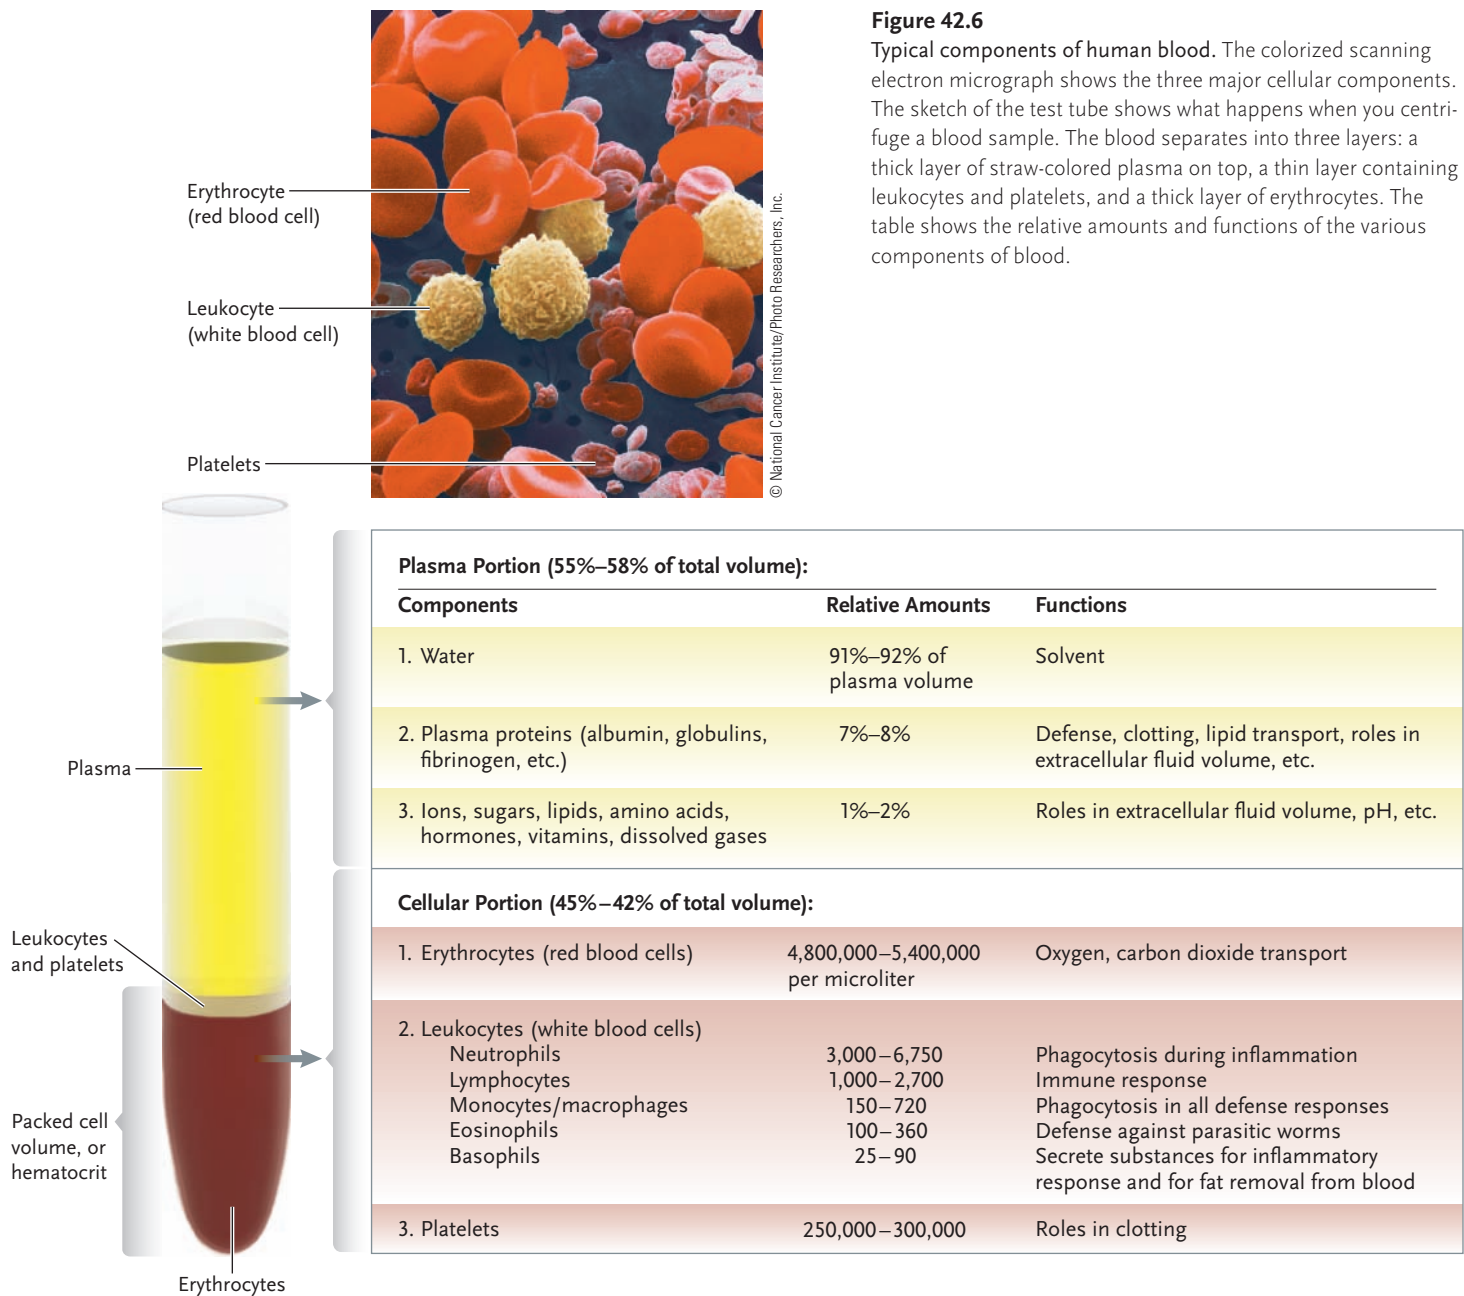 Figure 42.6
Typical components of human blood. The colorized scanning
electron micrograph shows the three major cellular components.
The sketch of the test tube shows what happens when you centri-
fuge a blood sample. The blood separates into three layers: a
thick layer of straw-colored plasma on top, a thin layer containing
leukocytes and platelets, and a thick layer of erythrocytes. The
table shows the relative amounts and functions of the various
components of blood.
Erythrocyte
(red blood cell)
Leukocyte
(white blood cell)
Platelets
© National Cancer Institute/Photo Researchers, Inc.
Plasma
Leukocytes
and platelets
Packed cell
volume, or
hematocrit
Erythrocytes
Plasma Portion (55%–58% of total volume):
Components Relative Amounts Functions
1. Water 91%–92% of Solvent
plasma volume
2. Plasma proteins (albumin, globulins, 7%–8% Defense, clotting, lipid transport, roles in
fibrinogen, etc.) extracellular fluid volume, etc.
3. Ions, sugars, lipids, amino acids, 1%–2% Roles in extracellular fluid volume, pH, etc.
hormones, vitamins, dissolved gases
Cellular Portion (45%–42% of total volume):
1. Erythrocytes (red blood cells) 4,800,000–5,400,000 Oxygen, carbon dioxide transport
per microliter
2. Leukocytes (white blood cells)
Neutrophils 3,000–6,750 Phagocytosis during inflammation
Lymphocytes 1,000–2,700 Immune response
Monocytes/macrophages 150–720 Phagocytosis in all defense responses
Eosinophils 100–360 Defense against parasitic worms
Basophils 25–90 Secrete substances for inflammatory
response and for fat removal from blood
3. Platelets 250,000–300,000 Roles in clotting